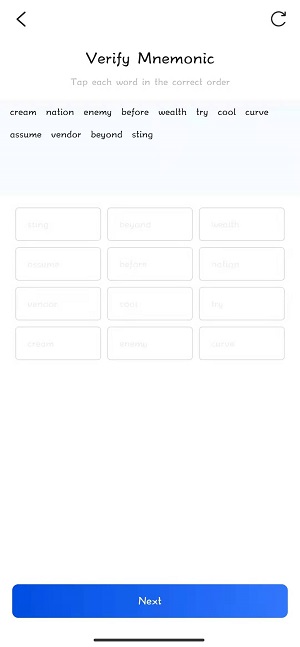 Verify Mnemonic
Tap each word in the correct order
cream nation enemy before wealth try cool curve
assume vendor beyond sting
sting beyond wealth
assume before nation
vendor cool try
cream enemy curve
Next